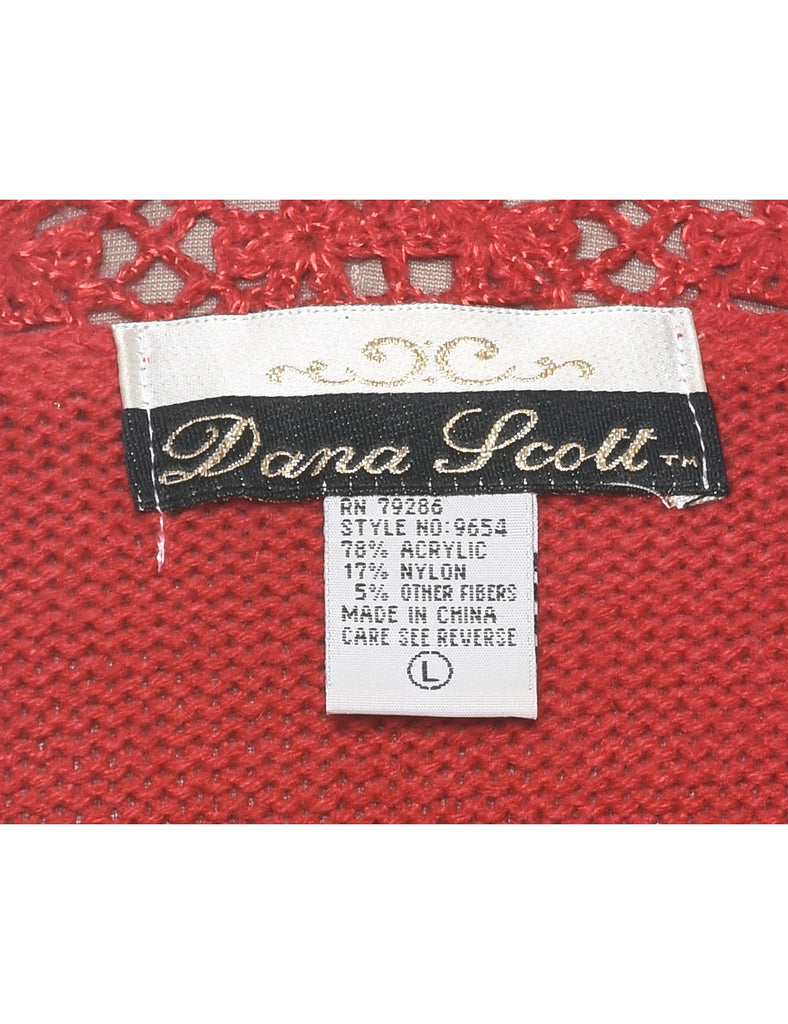 Dana Scott™
RN 79286
STYLE NO:9654
78% ACRYLIC
17% NYLON
5% OTHER FIBERS
MADE IN CHINA
CARE SEE REVERSE
L